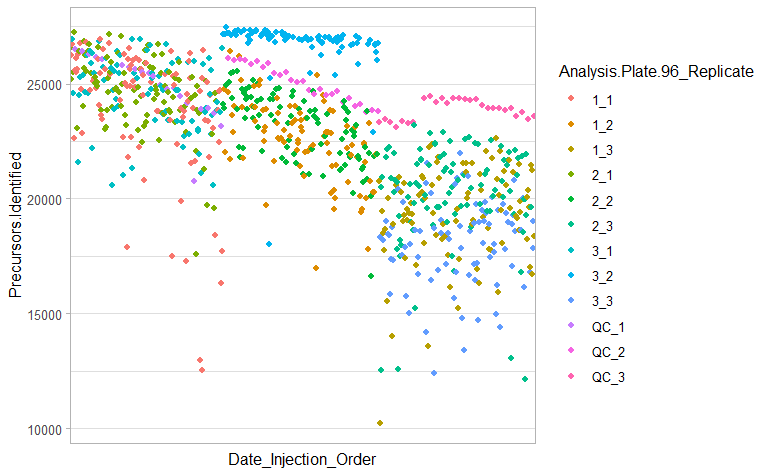 Precursors.Identified
25000
20000
15000
10000
Date_Injection_Order
Analysis.Plate.96_Replicate
1_1
1_2
1_3
2_1
2_2
2_3
3_1
3_2
3_3
QC_1
QC_2
QC_3